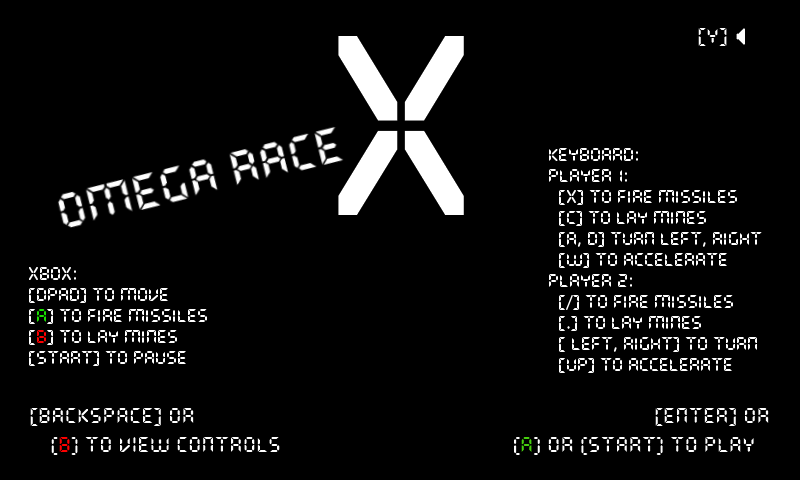 [Y]
OMEGA RACE X
KEYBOARD:
PLAYER 1:
[X] TO FIRE MISSILES
[C] TO LAY MINES
[A, D] TURN LEFT, RIGHT
[W] TO ACCELERATE
PLAYER 2:
[/] TO FIRE MISSILES
[.] TO LAY MINES
[ LEFT, RIGHT] TO TURN
[UP] TO ACCELERATE
XBOX:
[DPAD] TO MOVE
[A] TO FIRE MISSILES
[B] TO LAY MINES
[START] TO PAUSE
[BACKSPACE] OR
[B] TO VIEW CONTROLS
[ENTER] OR
[A] OR [START] TO PLAY